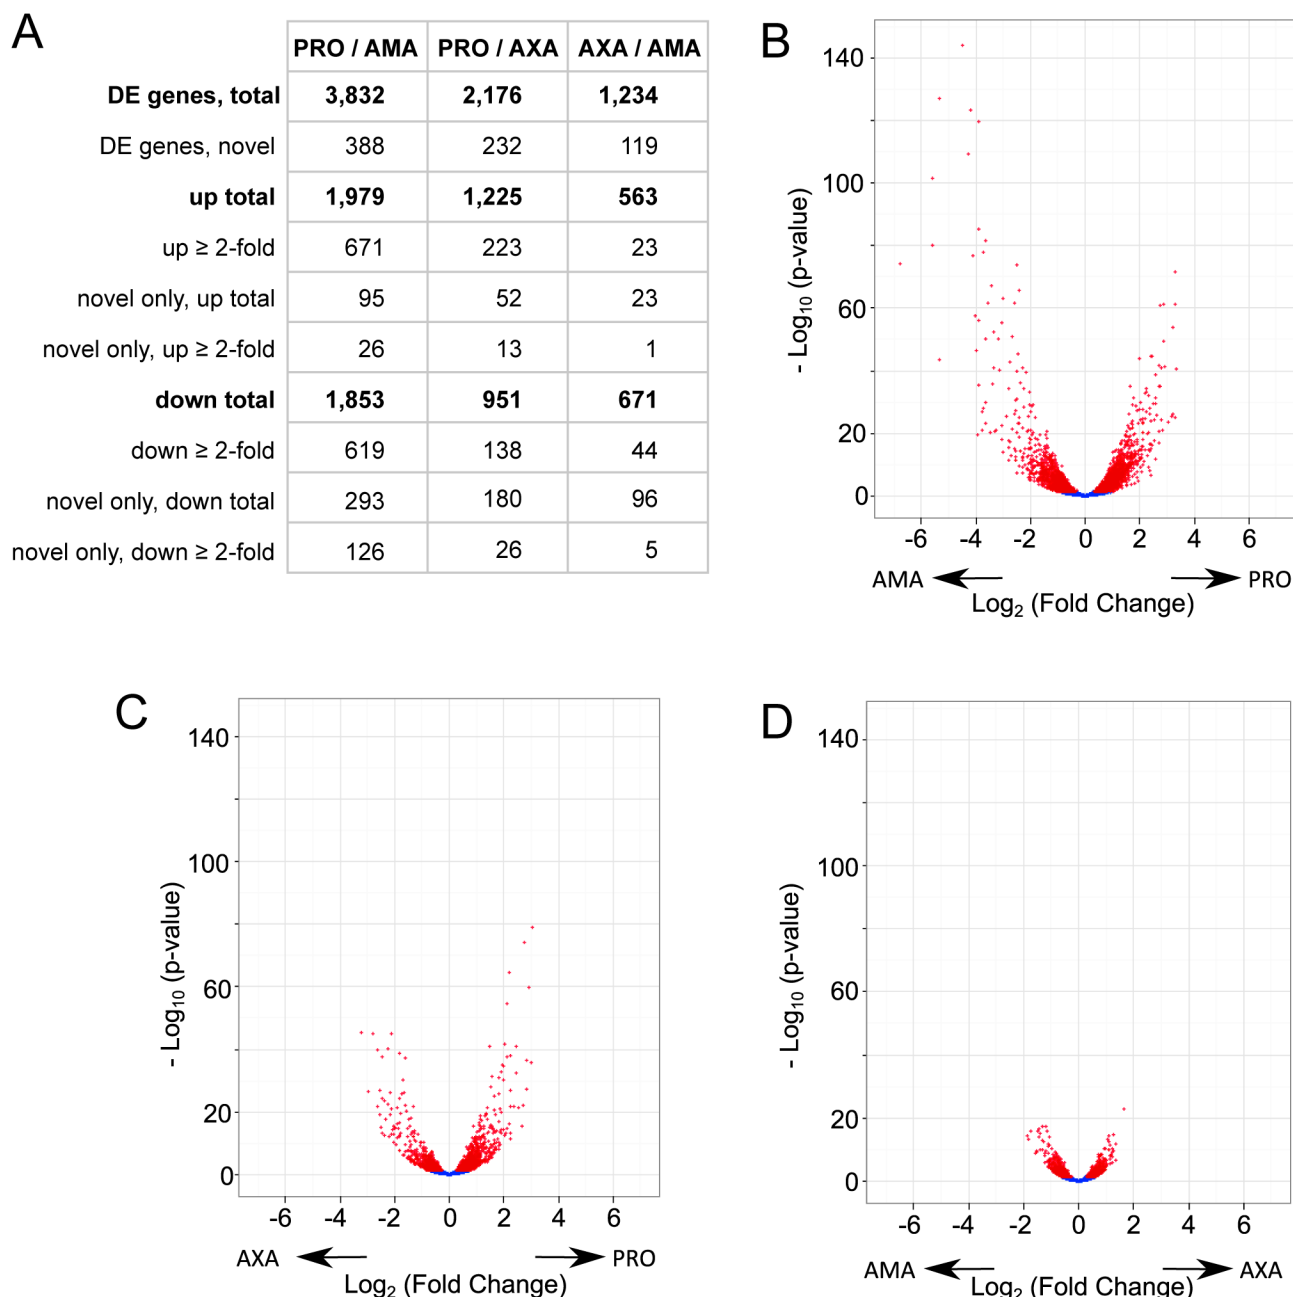 A
PRO / AMA PRO / AXA AXA / AMA
DE genes, total 3,832 2,176 1,234
DE genes, novel 388 232 119
up total 1,979 1,225 563
up ≥ 2-fold 671 223 23
novel only, up total 95 52 23
novel only, up ≥ 2-fold 26 13 1
down total 1,853 951 671
down ≥ 2-fold 619 138 44
novel only, down total 293 180 96
novel only, down ≥ 2-fold 126 26 5
B
- Log10 (p-value)
140
100
60
20
0
-6 -4 -2 0 2 4 6
AMA PRO
Log2 (Fold Change)
C
- Log10 (p-value)
140
100
60
20
0
-6 -4 -2 0 2 4 6
AXA PRO
Log2 (Fold Change)
D
- Log10 (p-value)
140
100
60
20
0
-6 -4 -2 0 2 4 6
AMA AXA
Log2 (Fold Change)